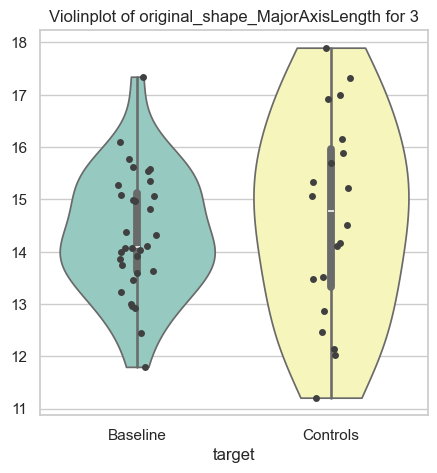 Violinplot of original_shape_MajorAxisLength for 3
18
17
16
15
14
13
12
11
Baseline Controls
target